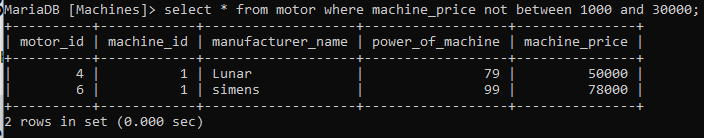 MariaDB [Machines]> select * from motor where machine_price not between 1000 and 30000;
+----------+------------+-------------------+------------------+---------------+
| motor_id | machine_id | manufacturer_name | power_of_machine | machine_price |
+----------+------------+-------------------+------------------+---------------+
|        4 |          1 | Lunar             |               79 |         50000 |
|        6 |          1 | simens            |               99 |         78000 |
+----------+------------+-------------------+------------------+---------------+
2 rows in set (0.000 sec)